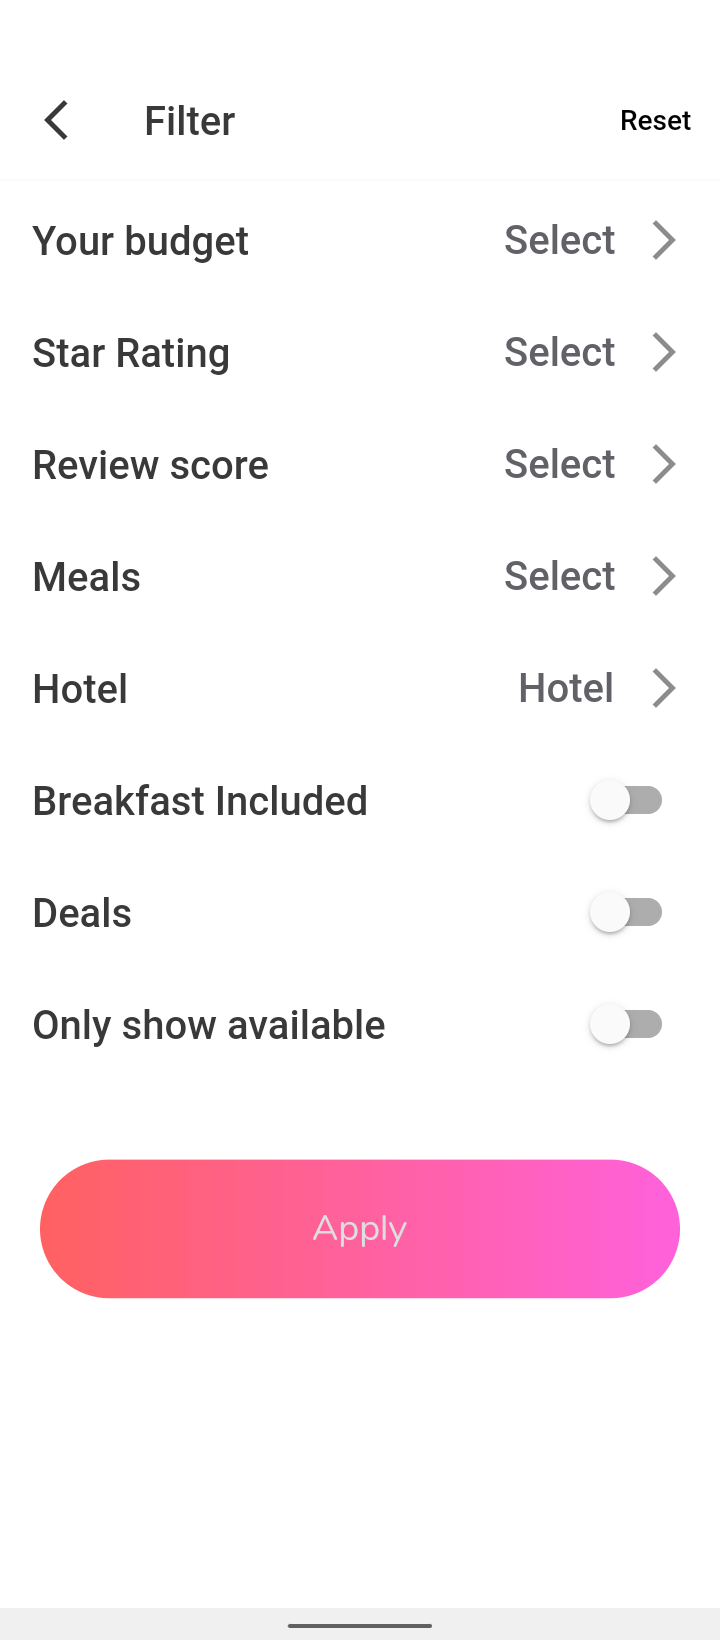 Filter Reset
Your budget Select
Star Rating Select
Review score Select
Meals Select
Hotel Hotel
Breakfast Included
Deals
Only show available
Apply